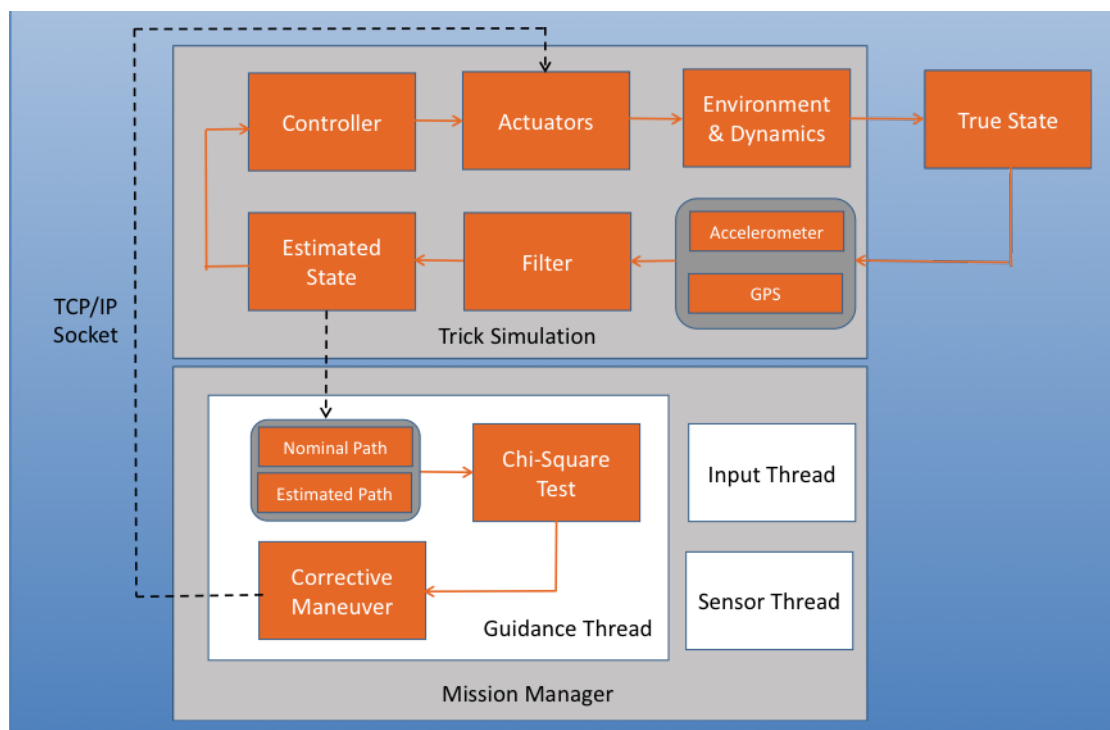 Controller
Actuators
Environment
& Dynamics
True State
Estimated
State
Filter
Accelerometer
GPS
TCP/IP
Socket
Trick Simulation
Nominal Path
Estimated Path
Chi-Square
Test
Input Thread
Corrective
Maneuver
Sensor Thread
Guidance Thread
Mission Manager